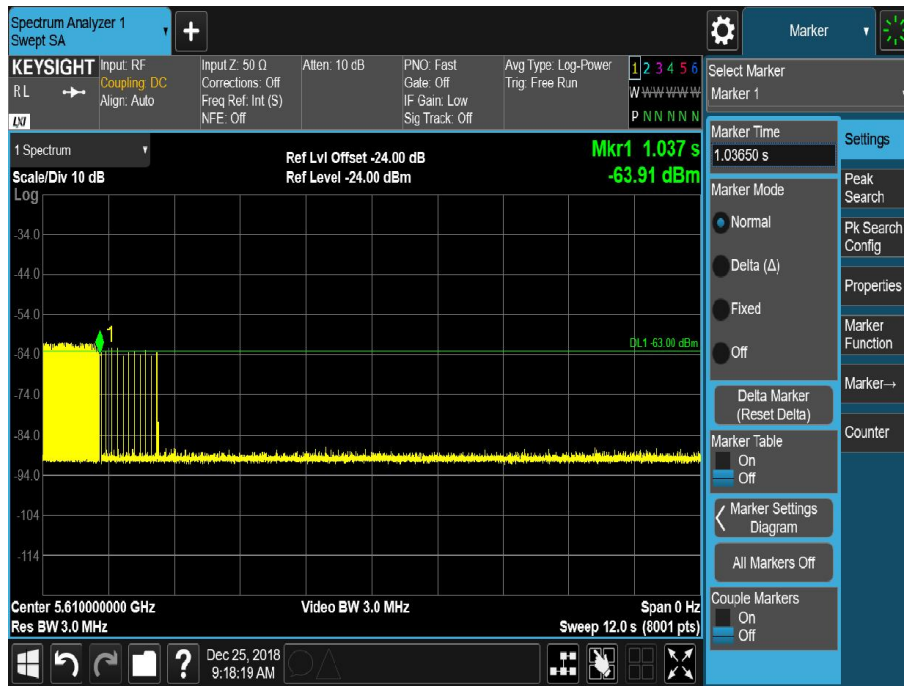 Spectrum Analyzer 1
Swept SA
+
Marker
KEYSIGHT
RL
LXI
Input: RF
Coupling: DC
Align: Auto
Input Z: 50 Ω
Corrections: Off
Freq Ref: Int (S)
NFE: Off
Atten: 10 dB
PNO: Fast
Gate: Off
IF Gain: Low
Sig Track: Off
Avg Type: Log-Power
Trig: Free Run
1 2 3 4 5 6
W W W W W W
P N N N N N
Select Marker
Marker 1
1 Spectrum
Scale/Div 10 dB
Log
Ref Lvl Offset -24.00 dB
Ref Level -24.00 dBm
Mkr1 1.037 s
-63.91 dBm
-34.0
-44.0
-54.0
-64.0
-74.0
-84.0
-94.0
-104
-114
1
DL1 -63.00 dBm
Center 5.610000000 GHz
Res BW 3.0 MHz
Video BW 3.0 MHz
Span 0 Hz
Sweep 12.0 s (8001 pts)
Marker Time
1.03650 s
Marker Mode
Normal
Delta (Δ)
Fixed
Off
Delta Marker
(Reset Delta)
Marker Table
On
Off
Marker Settings
Diagram
All Markers Off
Couple Markers
On
Off
Settings
Peak
Search
Pk Search
Config
Properties
Marker
Function
Marker→
Counter
?
Dec 25, 2018
9:18:19 AM